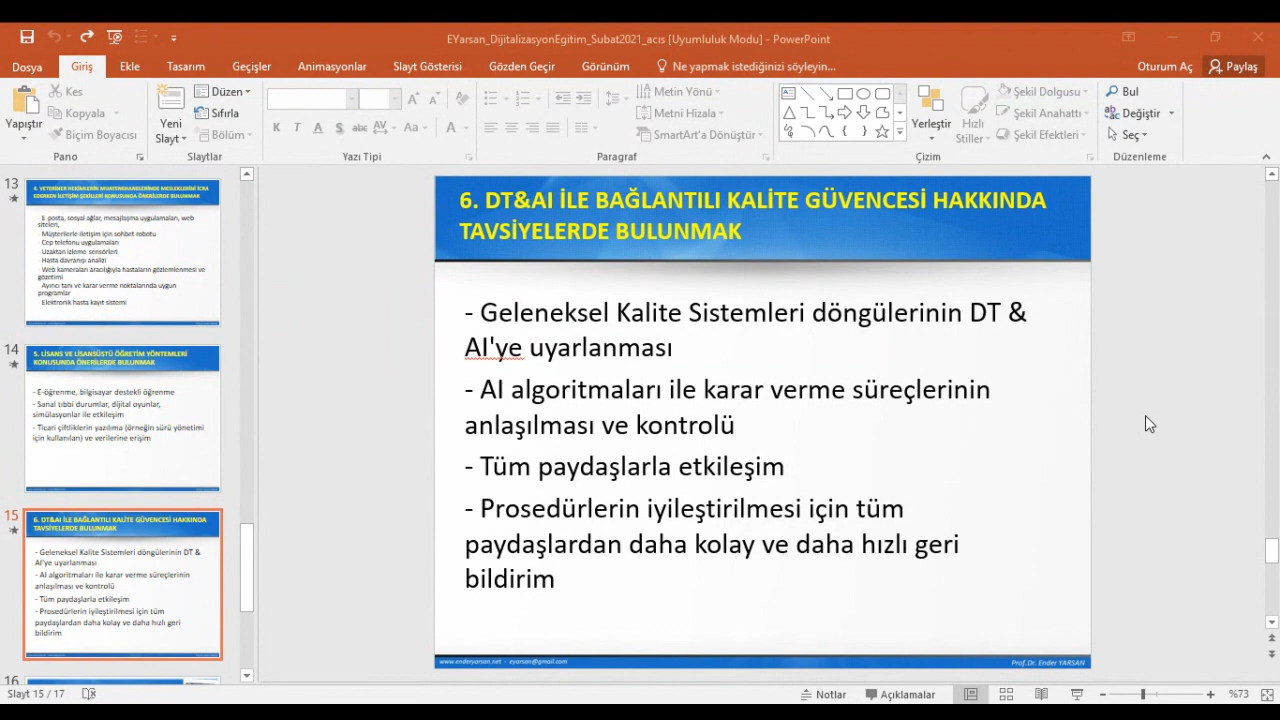 EYarsan_DijitalizasyonEgitim_Subat2021_acıs [Uyumluluk Modu] - PowerPoint
Dosya Giriş Ekle Tasarım Geçişler Animasyonlar Slayt Gösterisi Gözden Geçir Görünüm Ne yapmak istediğinizi söyleyin... Oturum Aç Paylaş
Yapıştır
Kes
Kopyala
Biçim Boyacısı
Pano
Yeni
Slayt
Düzen
Sıfırla
Bölüm
Slaytlar
K T A S abc AV Aa A
Yazı Tipi
Metin Yönü
Metni Hizala
SmartArt'a Dönüştür
Paragraf
Yerleştir
Hızlı
Stiller
Şekil Dolgusu
Şekil Anahattı
Şekil Efektleri
Çizim
Bul
Değiştir
Seç
Düzenleme
13
4. VETERİNER HEKİMLERİN MUAYENEHANELERİNDE MESLEKLERİNİ İCRA
EDERKEN İLETİŞİM ŞEKİLLERİ KONUSUNDA ÖNERİLERDE BULUNMAK
- E-posta, sosyal ağlar, mesajlaşma uygulamaları, web
siteleri,
- Müşterilerle iletişim için sohbet robotu
- Cep telefonu uygulamaları
- Uzaktan izleme sensörleri
- Hasta davranışı analizi
- Web kameraları aracılığıyla hastaların gözlemlenmesi ve
gözetimi
- Ayırıcı tanı ve karar verme noktalarında uygun
programlar
- Elektronik hasta kayıt sistemi
14
5. LİSANS VE LİSANSÜSTÜ ÖĞRETİM YÖNTEMLERİ
KONUSUNDA ÖNERİLERDE BULUNMAK
- E-öğrenme, bilgisayar destekli öğrenme
- Sanal tıbbi durumlar, dijital oyunlar,
simülasyonlar ile etkileşim
- Ticari çiftliklerin yazılıma (örneğin sürü yönetimi
için kullanılan) ve verilerine erişim
15
6. DT&AI İLE BAĞLANTILI KALİTE GÜVENCESİ HAKKINDA
TAVSİYELERDE BULUNMAK
- Geleneksel Kalite Sistemleri döngülerinin DT &
AI'ye uyarlanması
- AI algoritmaları ile karar verme süreçlerinin
anlaşılması ve kontrolü
- Tüm paydaşlarla etkileşim
- Prosedürlerin iyileştirilmesi için tüm
paydaşlardan daha kolay ve daha hızlı geri
bildirim
16
6. DT&AI İLE BAĞLANTILI KALİTE GÜVENCESİ HAKKINDA
TAVSİYELERDE BULUNMAK
- Geleneksel Kalite Sistemleri döngülerinin DT &
AI'ye uyarlanması
- AI algoritmaları ile karar verme süreçlerinin
anlaşılması ve kontrolü
- Tüm paydaşlarla etkileşim
- Prosedürlerin iyileştirilmesi için tüm
paydaşlardan daha kolay ve daha hızlı geri
bildirim
www.enderyarsan.net - eyarsan@gmail.com
Prof.Dr. Ender YARSAN
Slayt 15 / 17 Notlar Açıklamalar %73